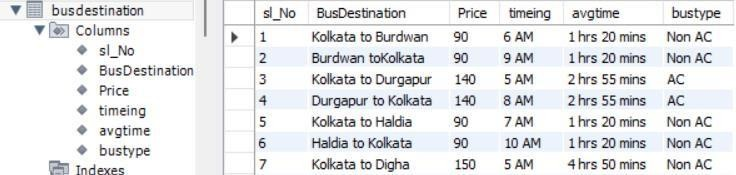 busdestination
Columns
sl_No
BusDestination
Price
timeing
avgtime
bustype
Indexes
sl_No BusDestination Price timeing avgtime bustype
1 Kolkata to Burdwan 90 6 AM 1 hrs 20 mins Non AC
2 Burdwan toKolkata 90 9 AM 1 hrs 20 mins Non AC
3 Kolkata to Durgapur 140 5 AM 2 hrs 55 mins AC
4 Durgapur to Kolkata 140 8 AM 2 hrs 55 mins AC
5 Kolkata to Haldia 90 7 AM 1 hrs 20 mins Non AC
6 Haldia to Kolkata 90 10 AM 1 hrs 20 mins Non AC
7 Kolkata to Digha 150 5 AM 4 hrs 50 mins Non AC